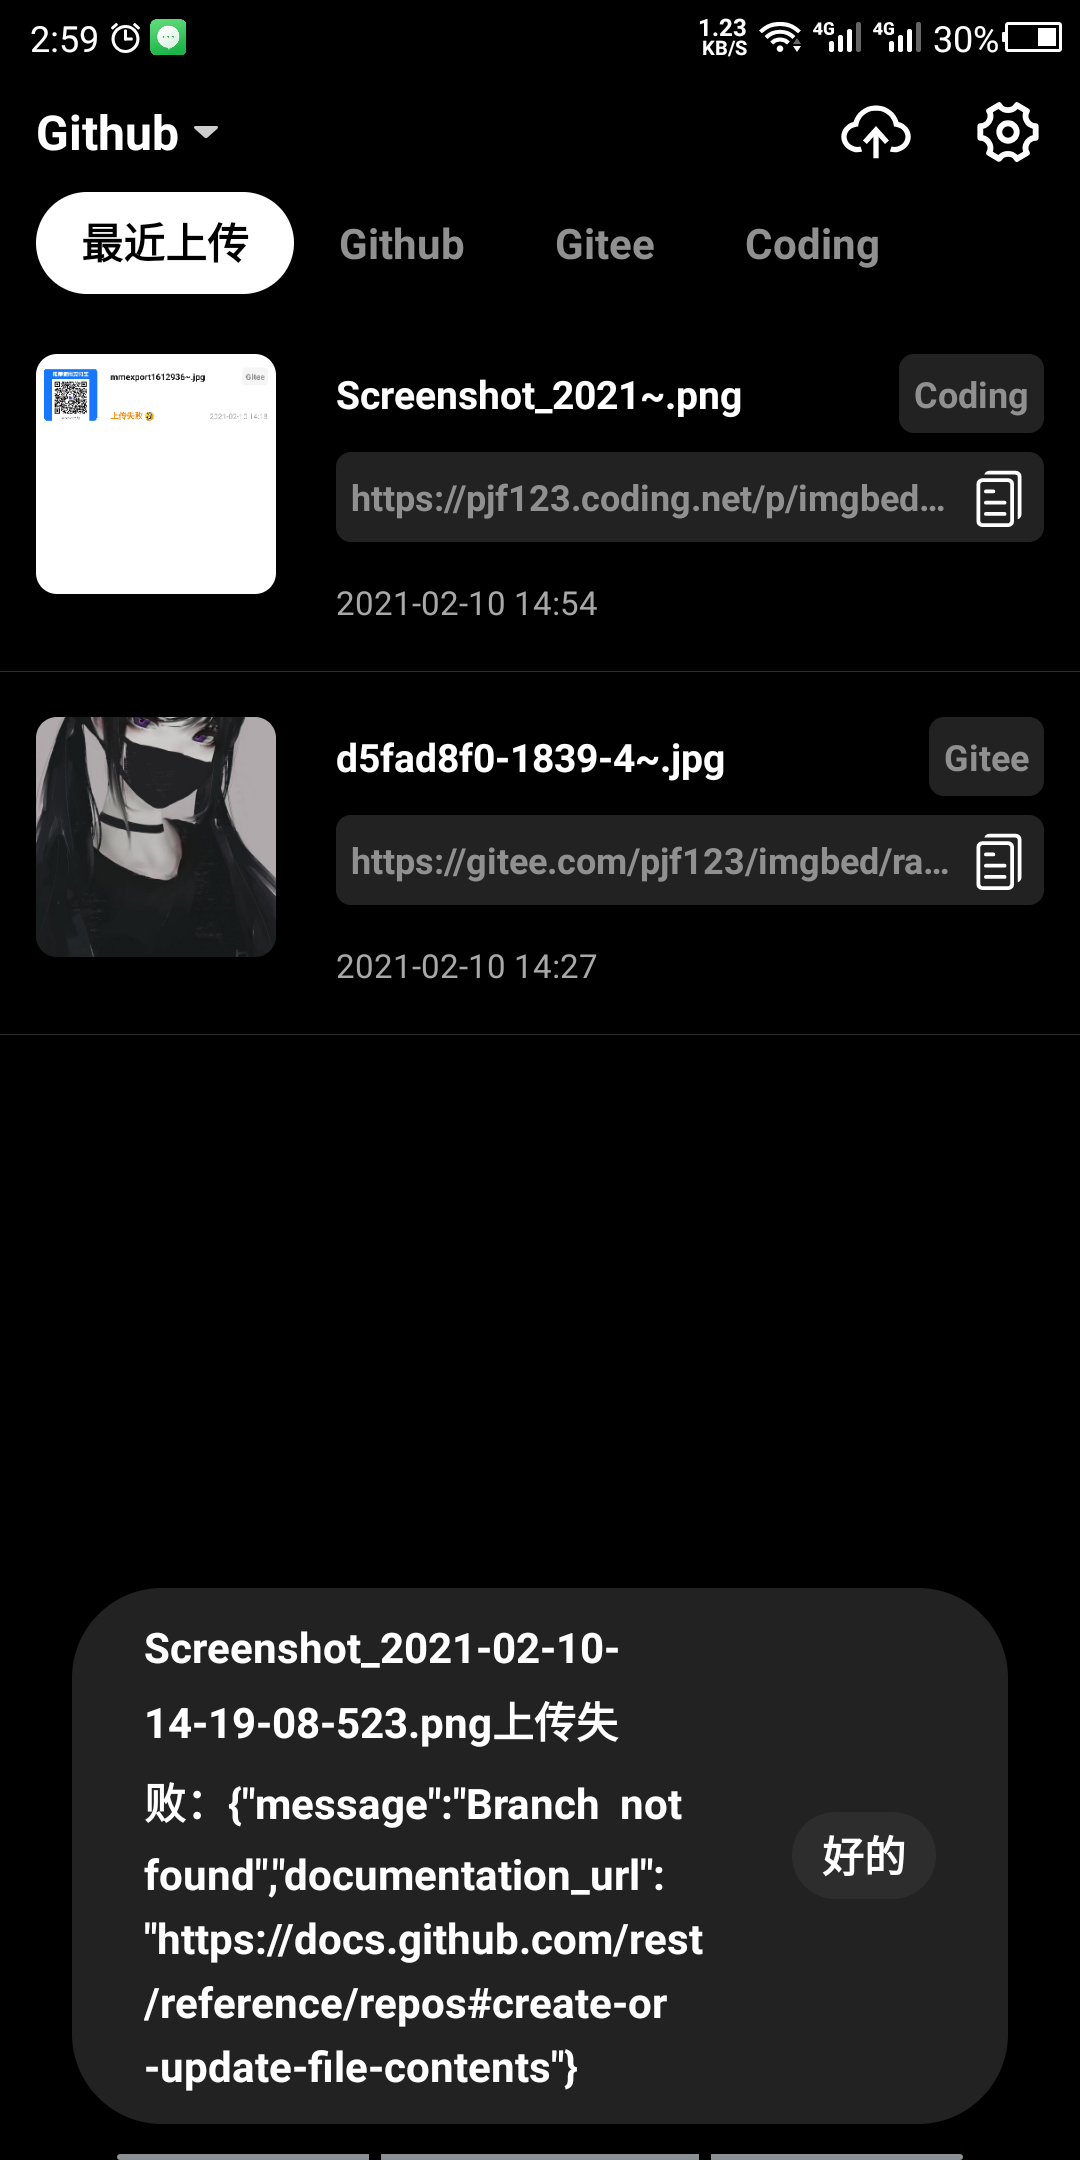 2:59
1.23 KB/S 4G 4G 30%
Github
最近上传 Github Gitee Coding
mmexport1612936~.jpg Gitee
上传失败
Screenshot_2021~.png Coding
https://pjf123.coding.net/p/imgbed...
2021-02-10 14:54
d5fad8f0-1839-4~.jpg Gitee
https://gitee.com/pjf123/imgbed/ra...
2021-02-10 14:27
Screenshot_2021-02-10-
14-19-08-523.png上传失
败：{"message":"Branch not
found","documentation_url":
"https://docs.github.com/rest
/reference/repos#create-or
-update-file-contents"}
好的